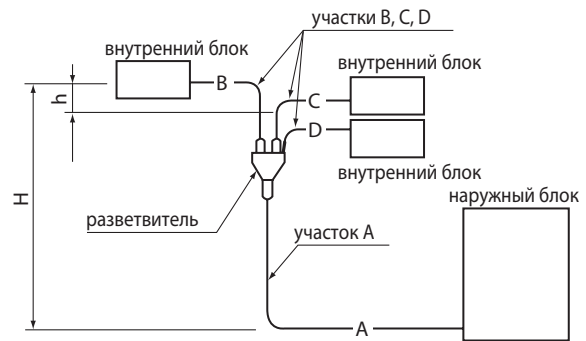 участки B, C, D
внутренний блок
B
внутренний блок
C
h
D
внутренний блок
H
наружный блок
разветвитель
участок A
A